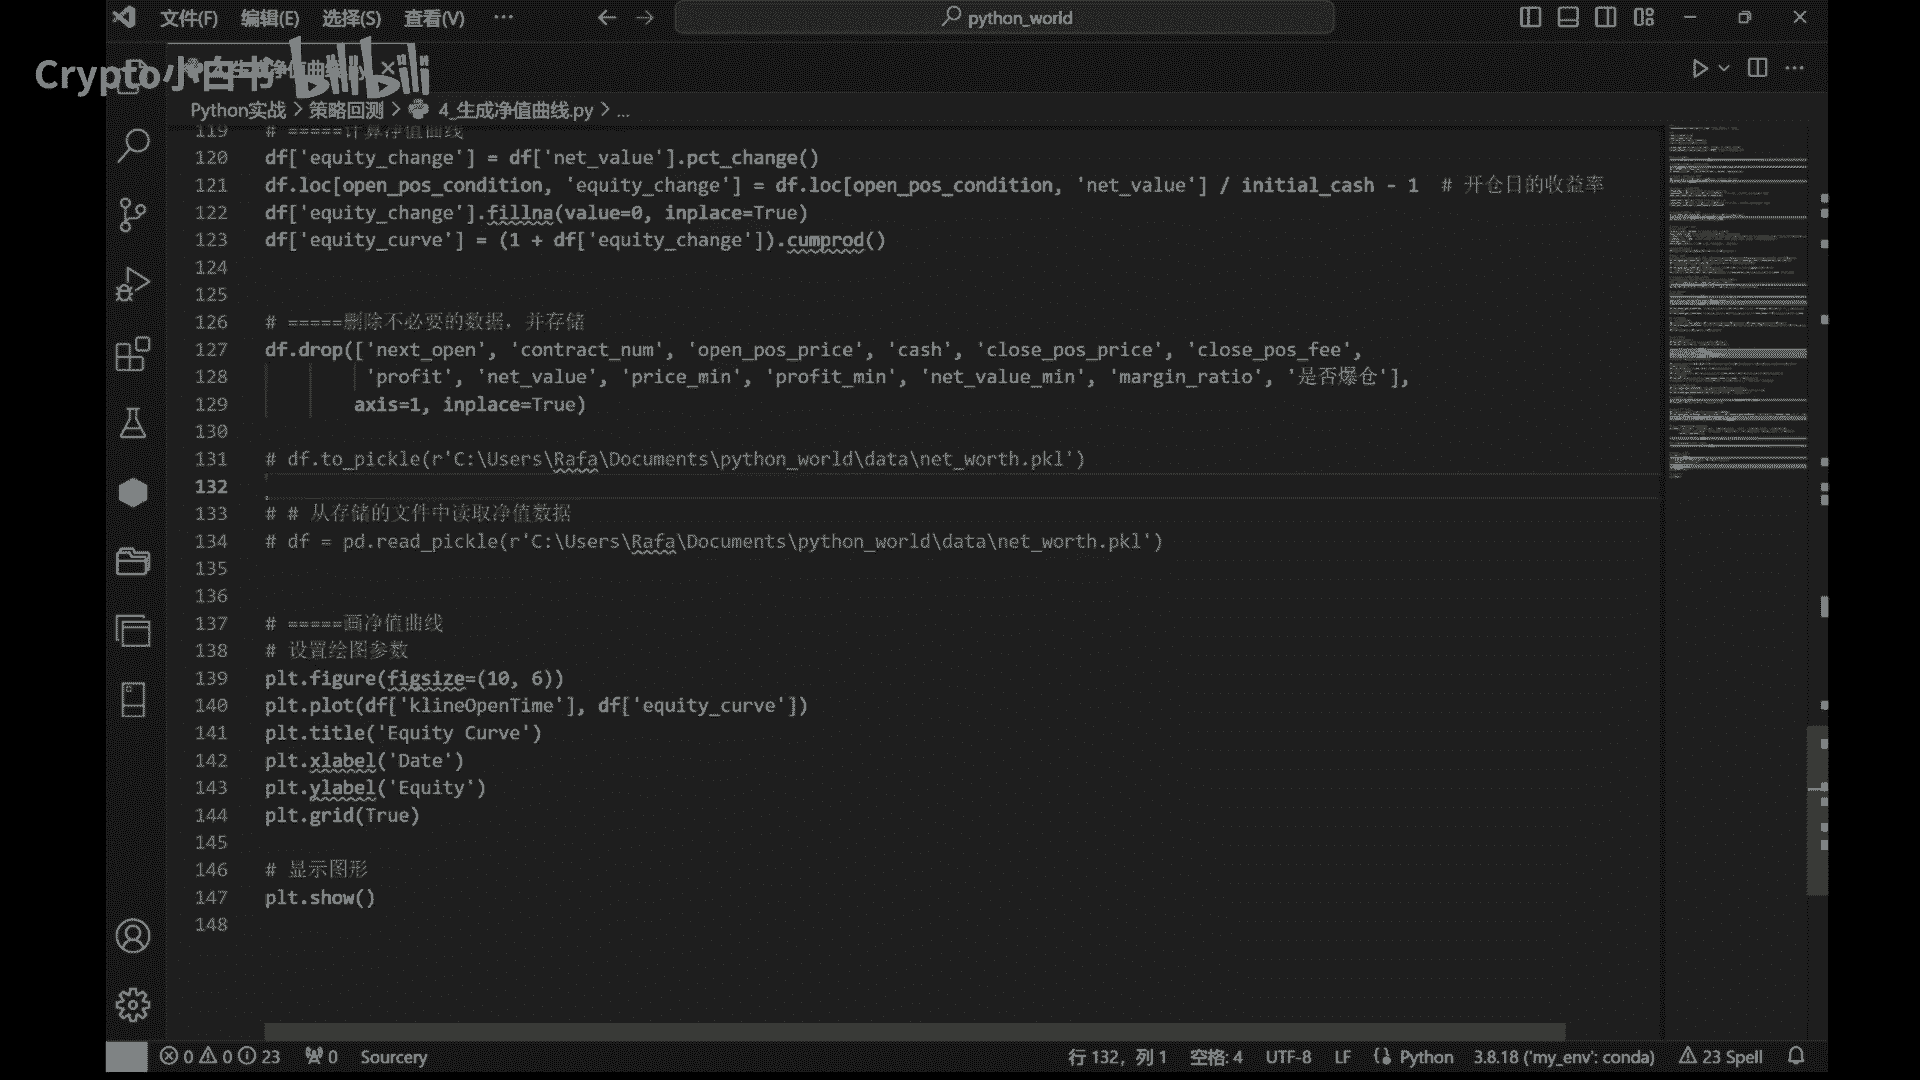 文件(F) 编辑(E) 选择(S) 查看(V) ··· python_world
Crypto小白书 bilibili
Python实战 > 策略回测 > 4_生成净值曲线.py > ...
119 # =====计算净值曲线
120 df['equity_change'] = df['net_value'].pct_change()
121 df.loc[open_pos_condition, 'equity_change'] = df.loc[open_pos_condition, 'net_value'] / initial_cash - 1  # 开仓日的收益率
122 df['equity_change'].fillna(value=0, inplace=True)
123 df['equity_curve'] = (1 + df['equity_change']).cumprod()
124
125
126 # =====删除不必要的数据，并存储
127 df.drop(['next_open', 'contract_num', 'open_pos_price', 'cash', 'close_pos_price', 'close_pos_fee',
128 'profit', 'net_value', 'price_min', 'profit_min', 'net_value_min', 'margin_ratio', '是否爆仓'],
129 axis=1, inplace=True)
130
131 # df.to_pickle(r'C:\Users\Rafa\Documents\python_world\data\net_worth.pkl')
132
133 # # 从存储的文件中读取净值数据
134 # df = pd.read_pickle(r'C:\Users\Rafa\Documents\python_world\data\net_worth.pkl')
135
136
137 # =====画净值曲线
138 # 设置绘图参数
139 plt.figure(figsize=(10, 6))
140 plt.plot(df['klineOpenTime'], df['equity_curve'])
141 plt.title('Equity Curve')
142 plt.xlabel('Date')
143 plt.ylabel('Equity')
144 plt.grid(True)
145
146 # 显示图形
147 plt.show()
148
0 0 23 0 Sourcery 行 132，列 1 空格: 4 UTF-8 LF Python 3.8.18 ('my_env': conda) 23 Spell